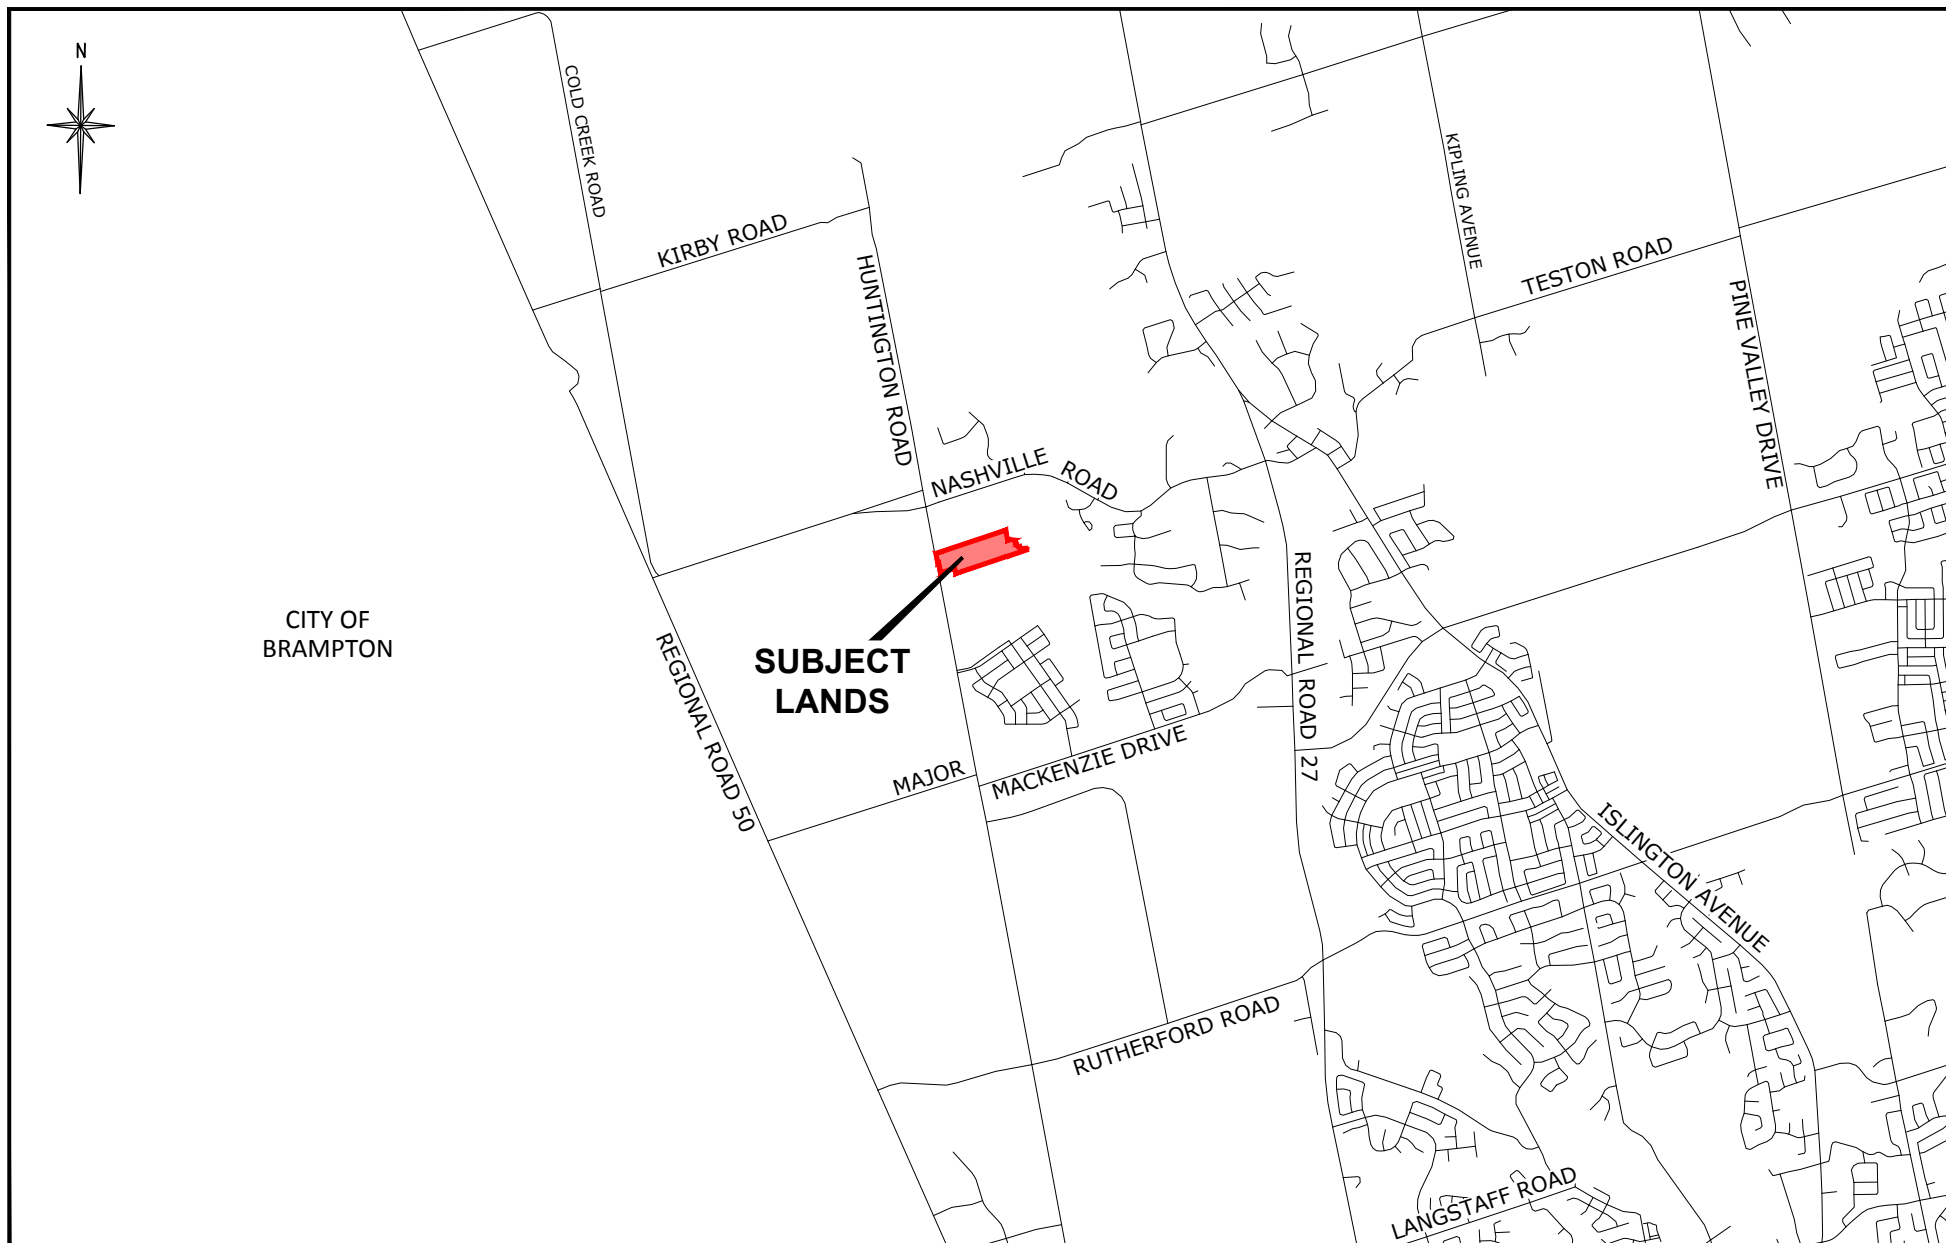 N
COLD CREEK ROAD
KIRBY ROAD
HUNTINGTON ROAD
KIPLING AVENUE
TESTON ROAD
PINE VALLEY DRIVE
NASHVILLE ROAD
CITY OF
BRAMPTON
SUBJECT
LANDS
REGIONAL ROAD 50
REGIONAL ROAD 27
MAJOR MACKENZIE DRIVE
ISLINGTON AVENUE
RUTHERFORD ROAD
LANGSTAFF ROAD